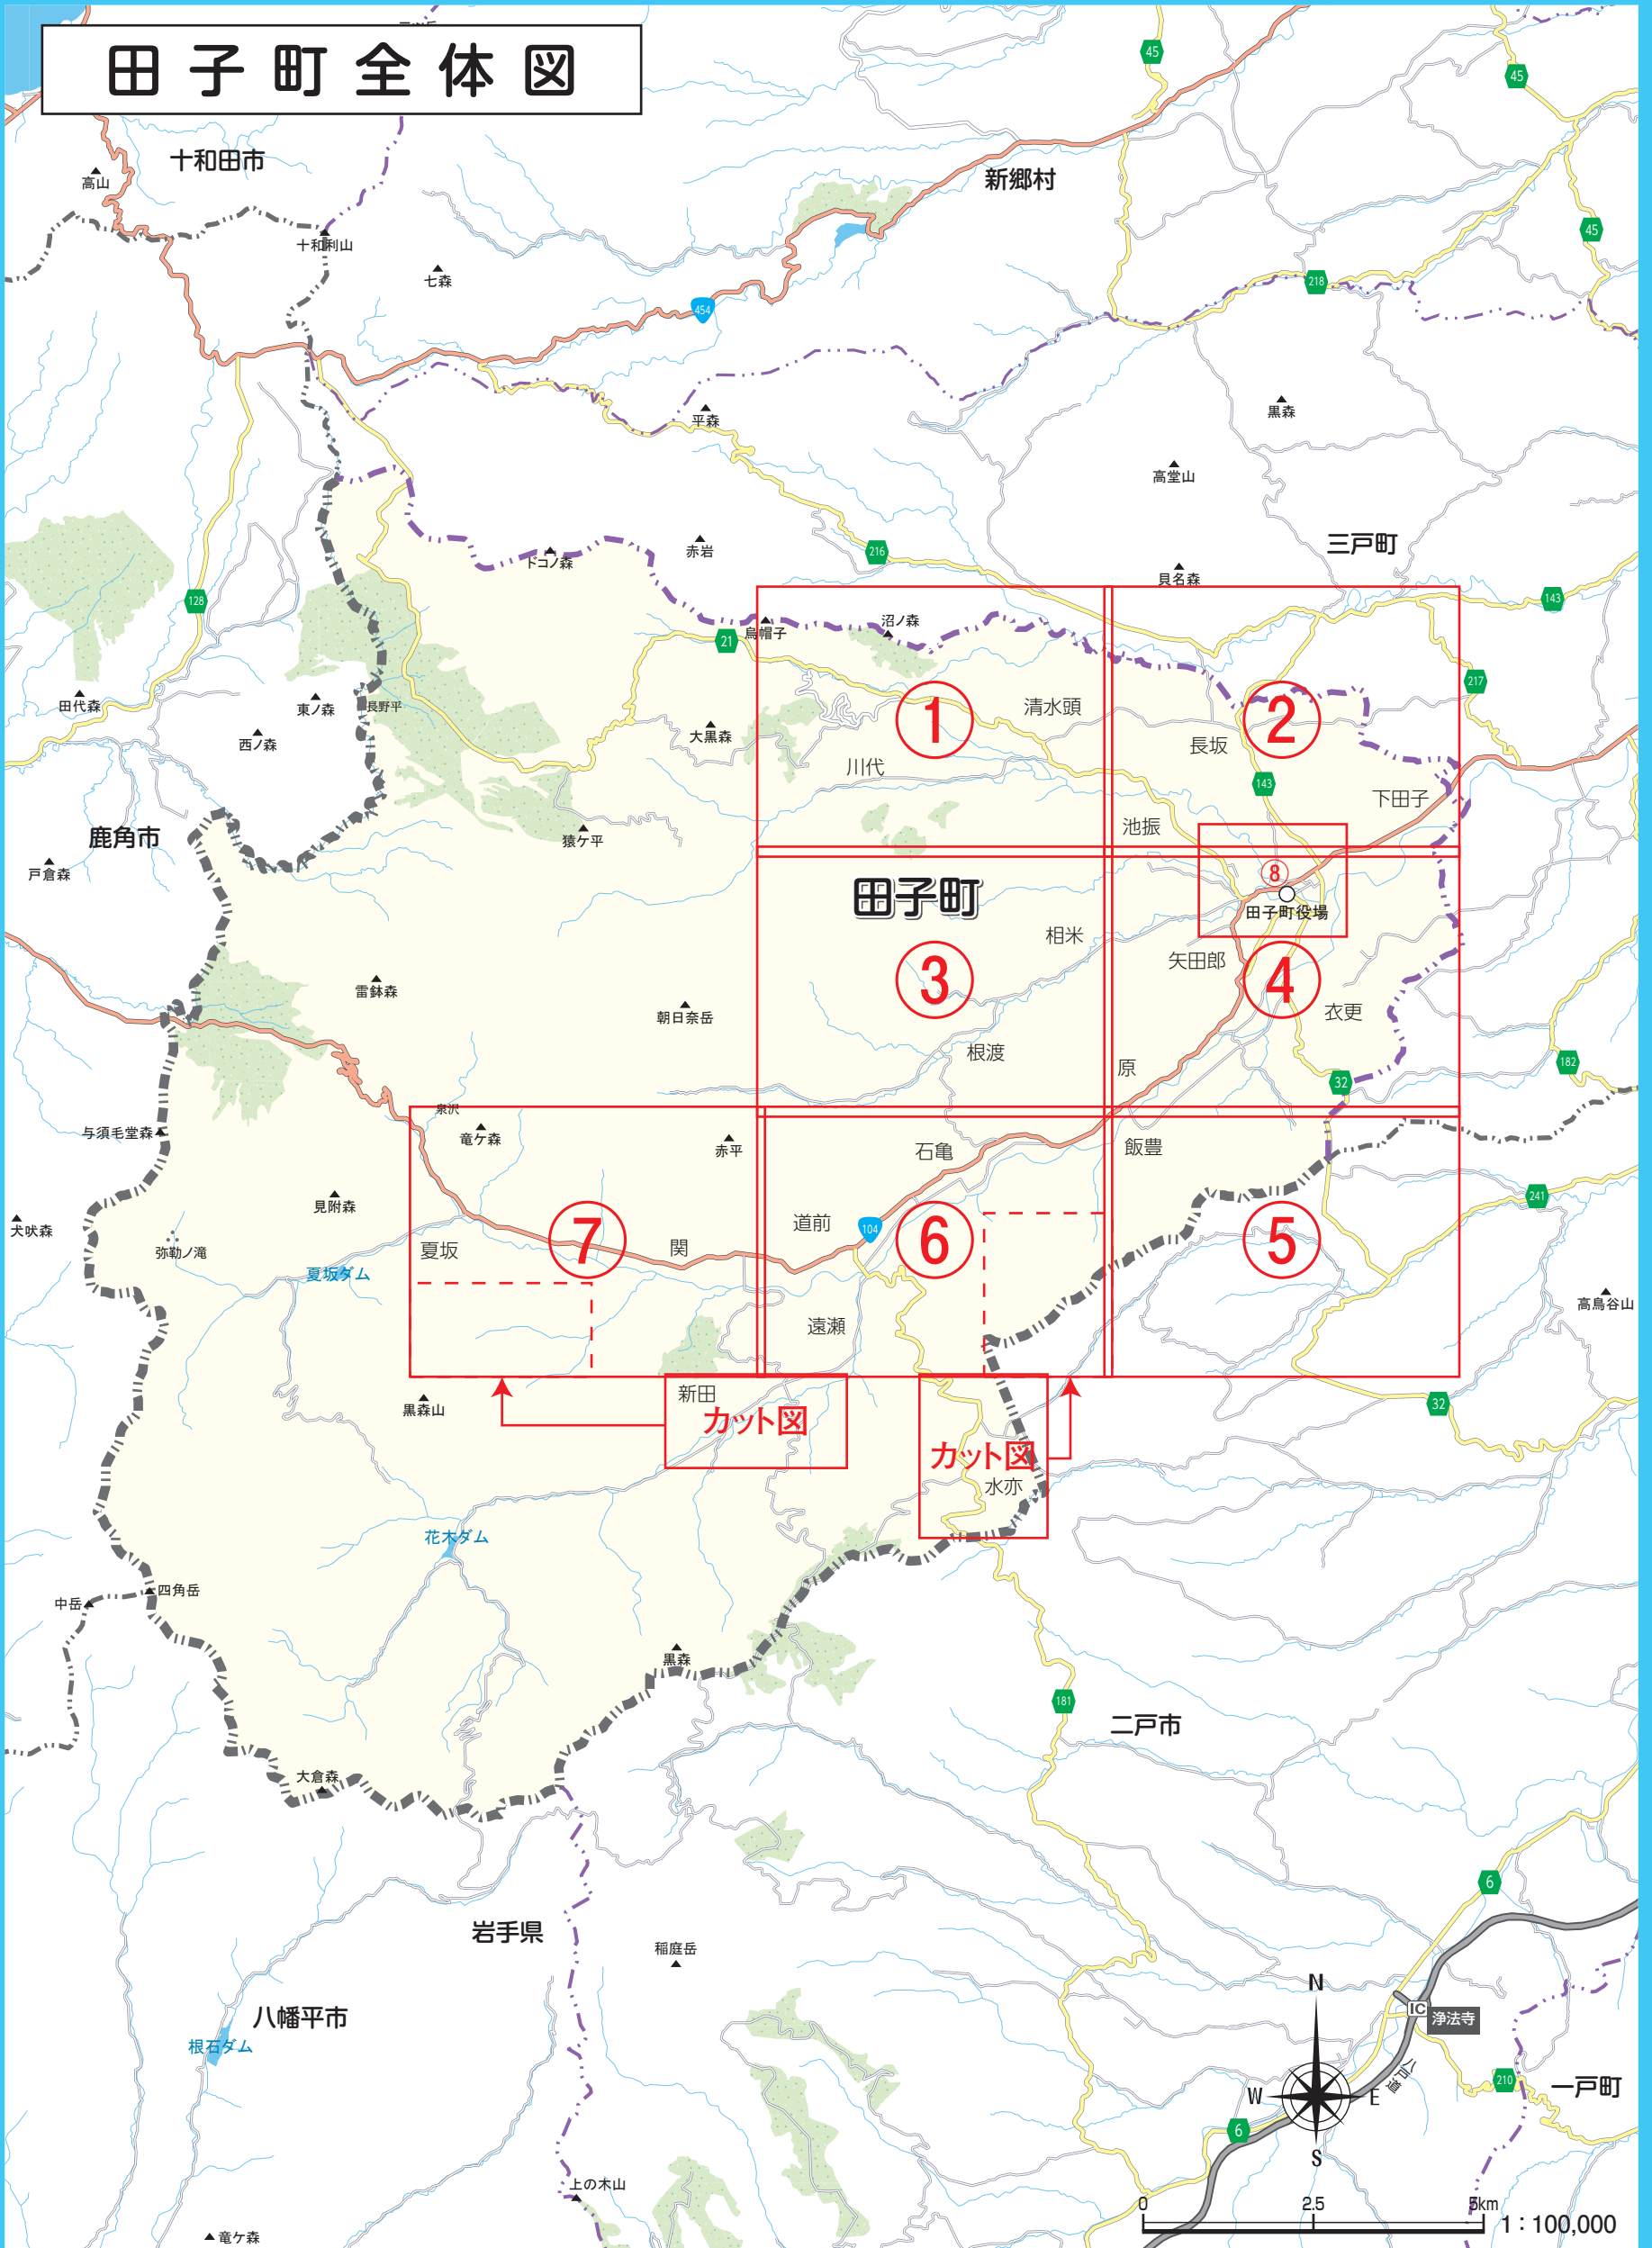 田子町全体図
45
45
十和田市
高山
新郷村
45
十和利山
七森
218
454
平森
黒森
高堂山
三戸町
ドコノ森
赤岩
216
貝名森
128
143
21
烏帽子
沼ノ森
217
田代森
東ノ森
長野平
清水頭
①
②
西ノ森
大黒森
長坂
川代
143
下田子
鹿角市
猿ケ平
池振
戸倉森
⑧
田子町
田子町役場
相米
矢田郎
③
④
雷鉢森
朝日奈岳
衣更
根渡
原
182
32
泉沢
与須毛堂森
竜ケ森
赤平
石亀
飯豊
見附森
241
犬吠森
弥勒ノ滝
夏坂
⑦
関
道前
104
⑥
⑤
夏坂ダム
高鳥谷山
遠瀬
黒森山
新田
カット図
32
カット図
水亦
花木ダム
四角岳
中岳
黒森
181
二戸市
大倉森
6
岩手県
稲庭岳
N
IC
浄法寺
八幡平市
根石ダム
八戸道
W
E
210
一戸町
6
S
上の木山
0
2.5
5km
1：100,000
竜ケ森